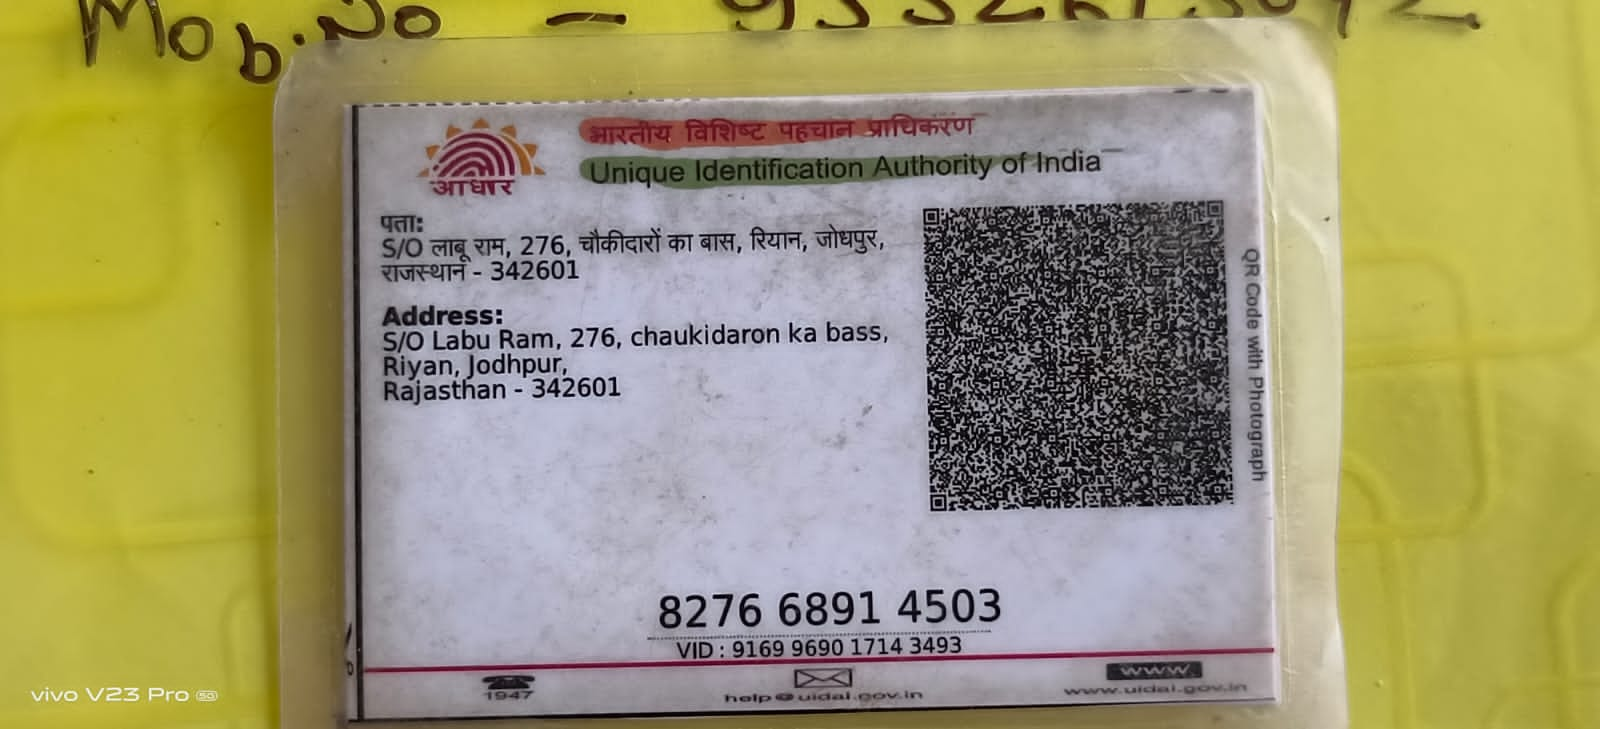 Mob.No -
भारतीय विशिष्ट पहचान प्राधिकरण
Unique Identification Authority of India
आधार
पता:
S/O लाबू राम, 276, चौकीदारों का बास, रियान, जोधपुर,
राजस्थान - 342601
Address:
S/O Labu Ram, 276, chaukidaron ka bass,
Riyan, Jodhpur,
Rajasthan - 342601
QR Code with Photograph
8276 6891 4503
VID : 9169 9690 1714 3493
1947
help@uidai.gov.in
www.
www.uidai.gov.in
vivo V23 Pro 5G